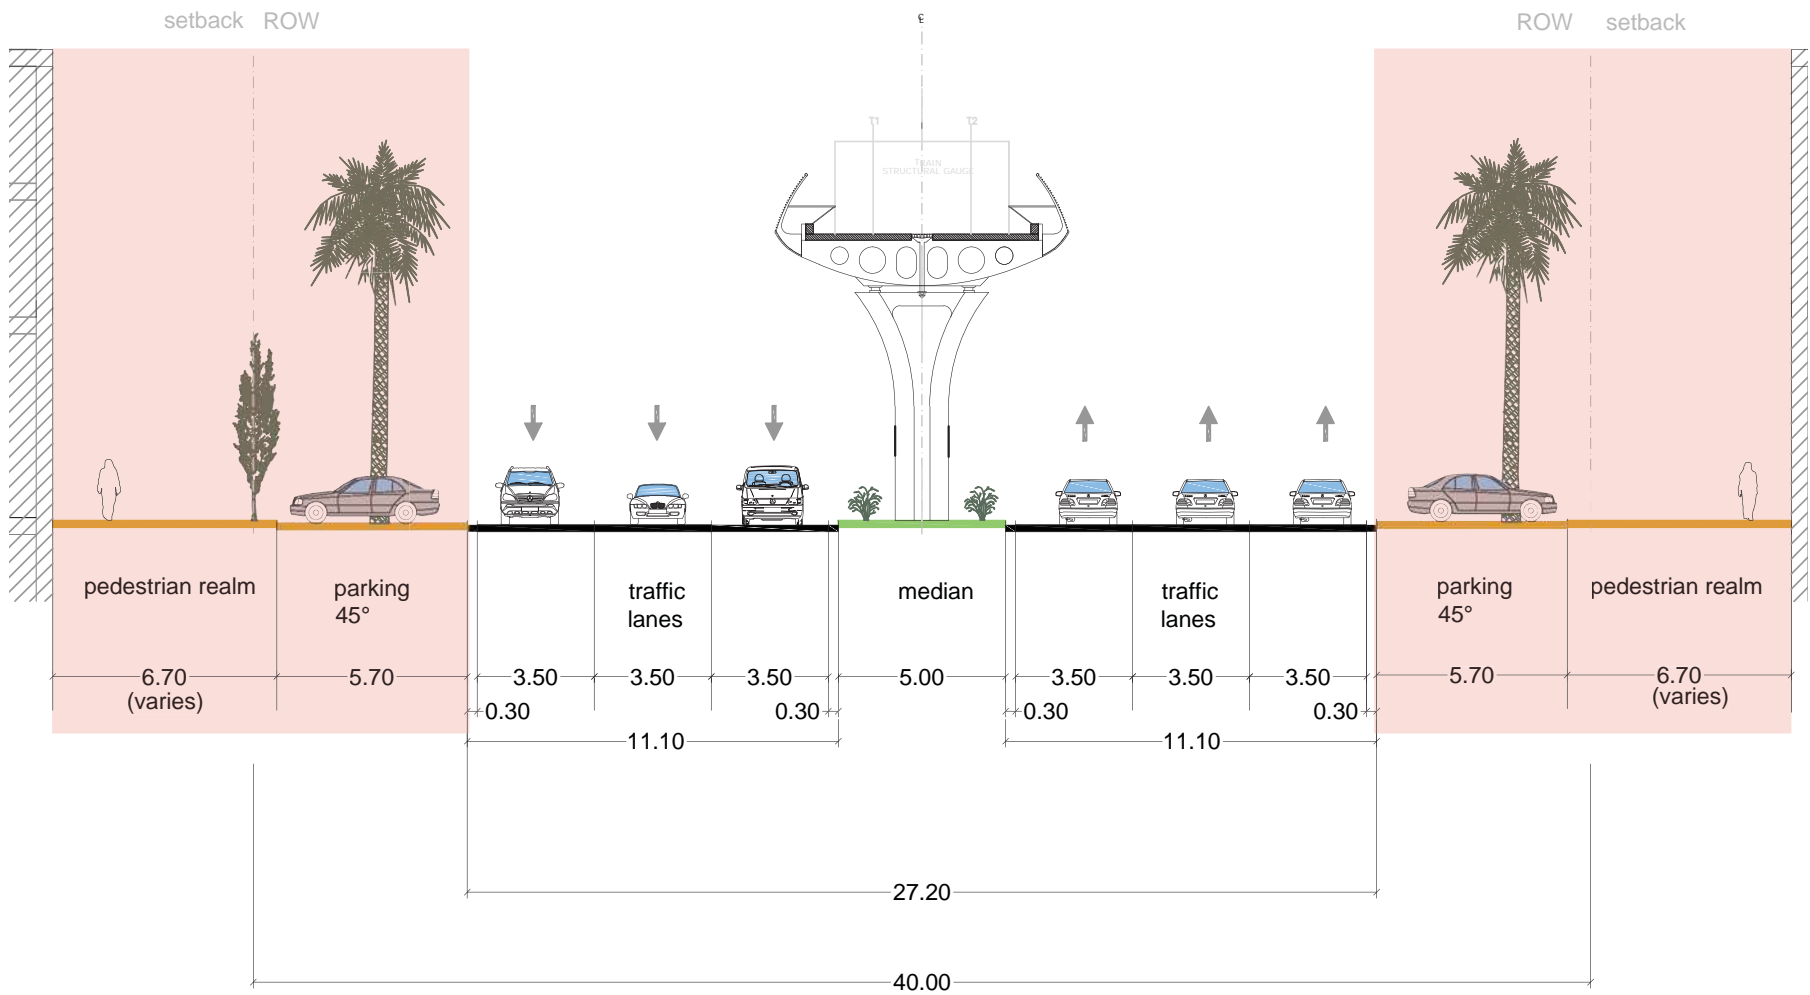 setback ROW
ROW setback
℄
T1 T2
TRAIN
STRUCTURAL GAUGE
pedestrian realm
parking
45°
traffic
lanes
median
traffic
lanes
parking
45°
pedestrian realm
6.70
(varies)
5.70
3.50 3.50 3.50
5.00
3.50 3.50 3.50
5.70
6.70
(varies)
0.30 0.30
0.30 0.30
11.10 11.10
27.20
40.00